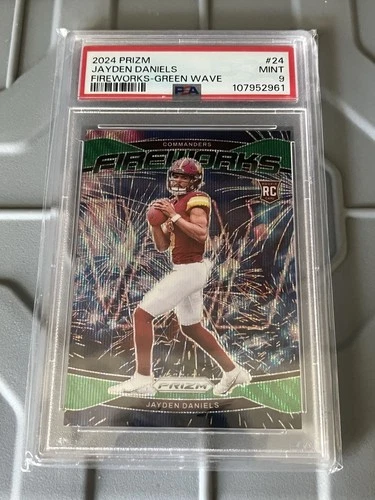 2024 PRIZM #24
JAYDEN DANIELS MINT
FIREWORKS-GREEN WAVE 9
PSA 107952961
COMMANDERS
FIREWORKS
RC
PRIZM
JAYDEN DANIELS